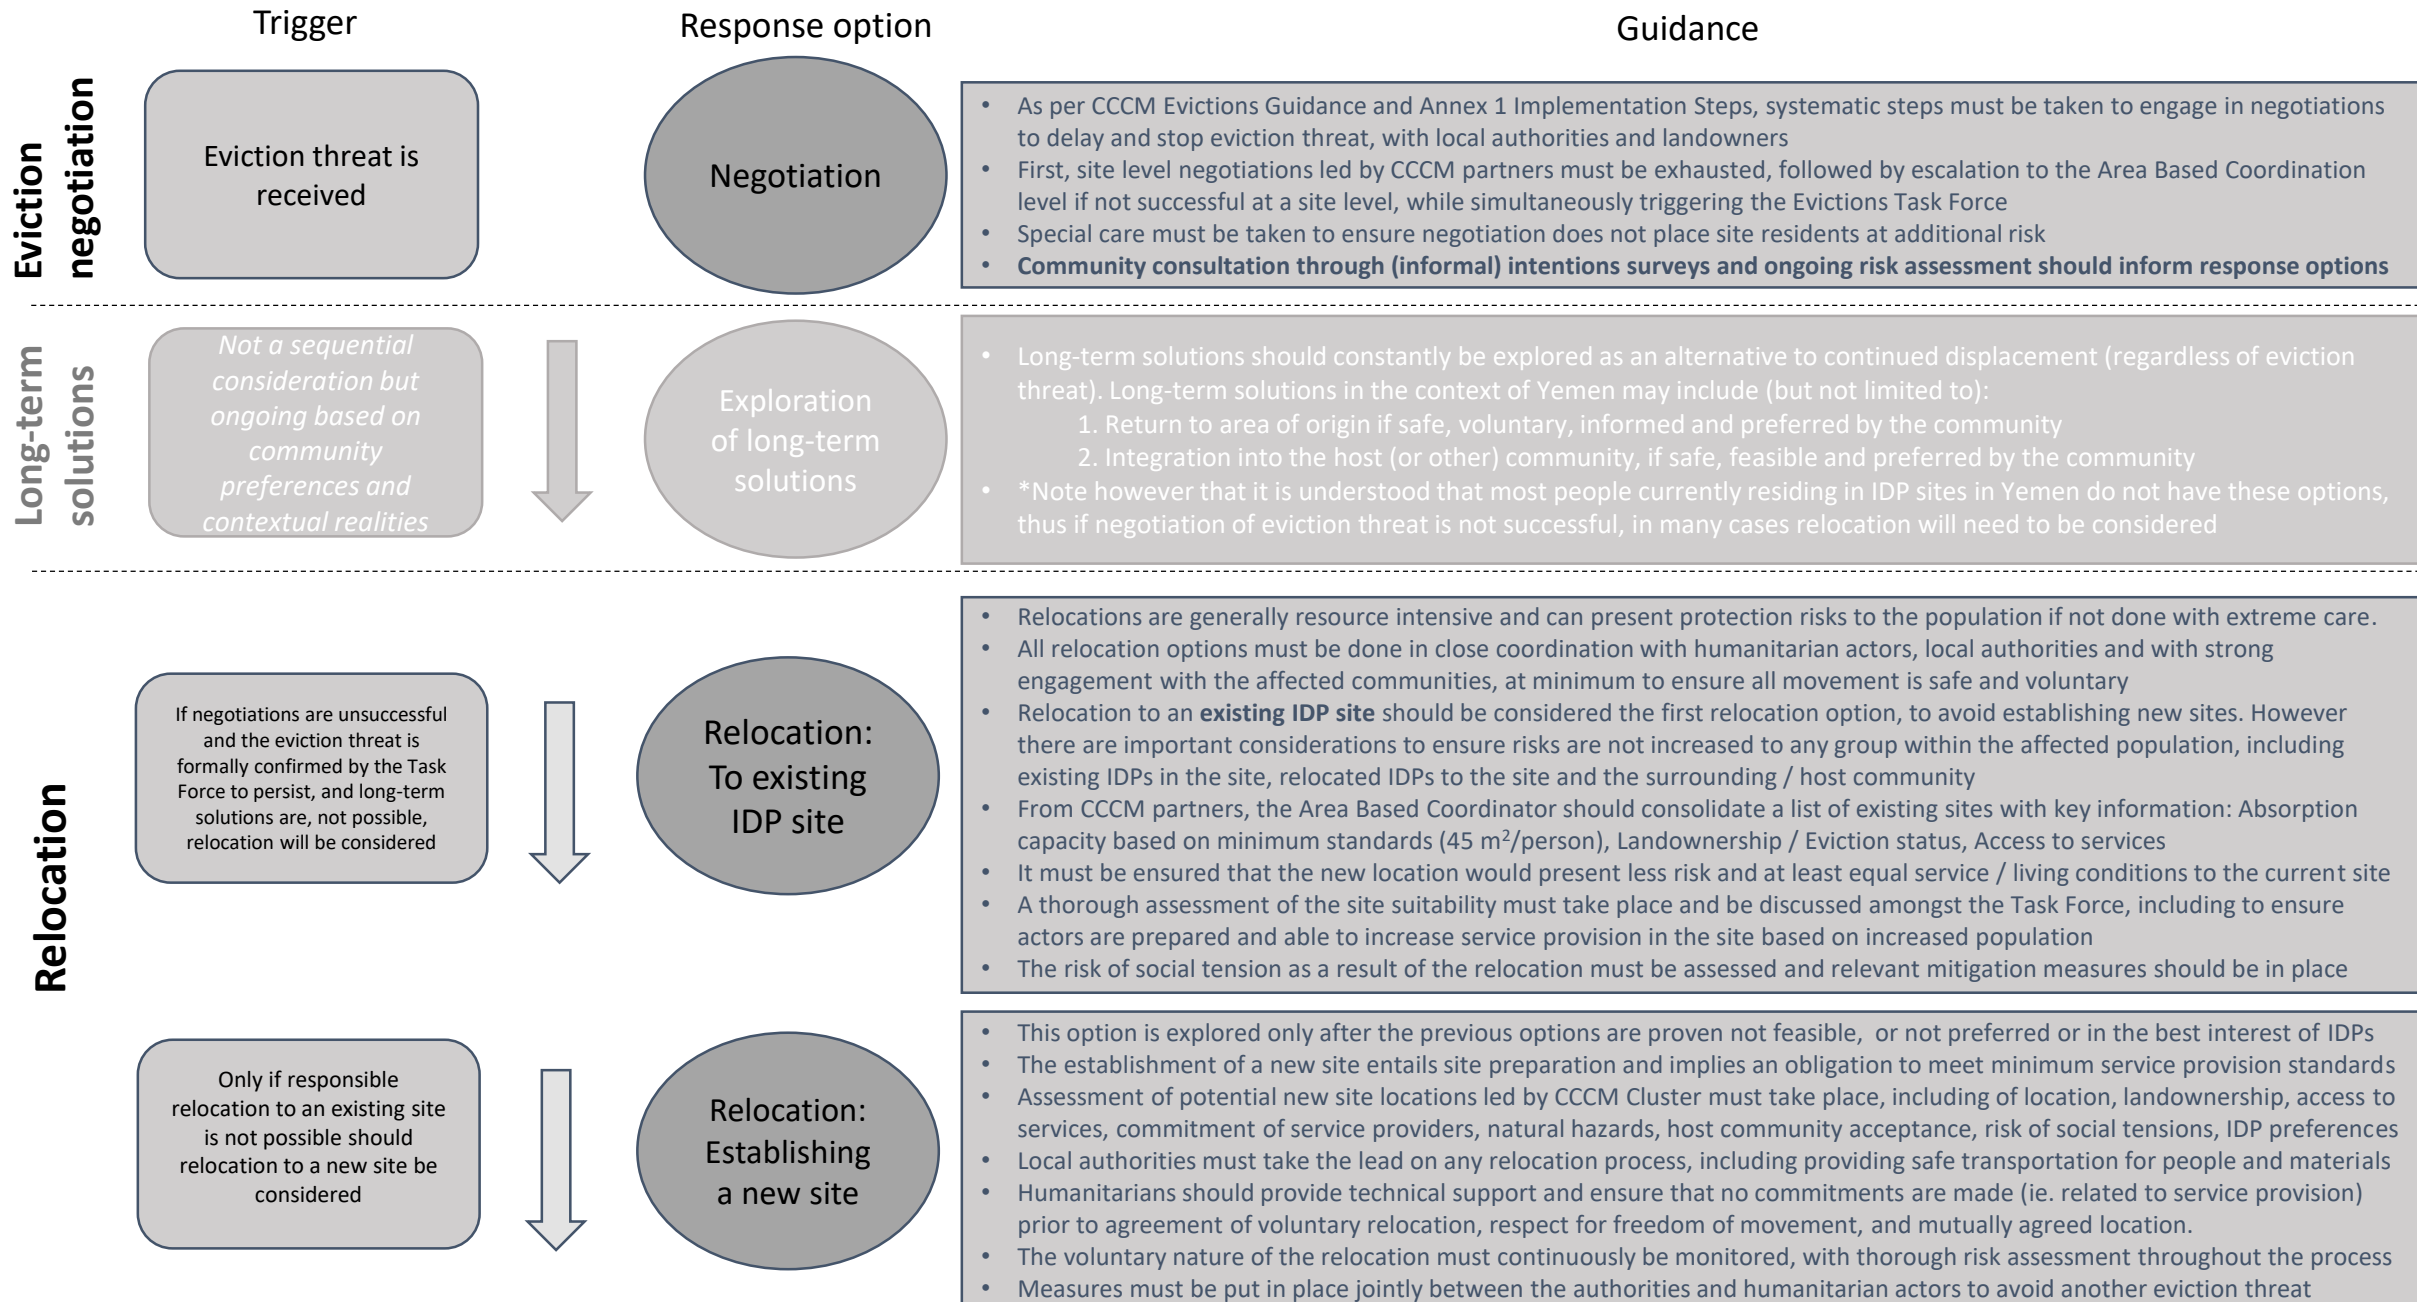 Trigger
Response option
Guidance
Eviction
negotiation
Eviction threat is
received
Negotiation
• As per CCCM Evictions Guidance and Annex 1 Implementation Steps, systematic steps must be taken to engage in negotiations
to delay and stop eviction threat, with local authorities and landowners
• First, site level negotiations led by CCCM partners must be exhausted, followed by escalation to the Area Based Coordination
level if not successful at a site level, while simultaneously triggering the Evictions Task Force
• Special care must be taken to ensure negotiation does not place site residents at additional risk
• Community consultation through (informal) intentions surveys and ongoing risk assessment should inform response options
Long-term
solutions
Not a sequential
consideration but
ongoing based on
community
preferences and
contextual realities
Exploration
of long-term
solutions
• Long-term solutions should constantly be explored as an alternative to continued displacement (regardless of eviction
threat). Long-term solutions in the context of Yemen may include (but not limited to):
1. Return to area of origin if safe, voluntary, informed and preferred by the community
2. Integration into the host (or other) community, if safe, feasible and preferred by the community
• *Note however that it is understood that most people currently residing in IDP sites in Yemen do not have these options,
thus if negotiation of eviction threat is not successful, in many cases relocation will need to be considered
Relocation
If negotiations are unsuccessful
and the eviction threat is
formally confirmed by the Task
Force to persist, and long-term
solutions are, not possible,
relocation will be considered
Relocation:
To existing
IDP site
• Relocations are generally resource intensive and can present protection risks to the population if not done with extreme care.
• All relocation options must be done in close coordination with humanitarian actors, local authorities and with strong
engagement with the affected communities, at minimum to ensure all movement is safe and voluntary
• Relocation to an existing IDP site should be considered the first relocation option, to avoid establishing new sites. However
there are important considerations to ensure risks are not increased to any group within the affected population, including
existing IDPs in the site, relocated IDPs to the site and the surrounding / host community
• From CCCM partners, the Area Based Coordinator should consolidate a list of existing sites with key information: Absorption
capacity based on minimum standards (45 m²/person), Landownership / Eviction status, Access to services
• It must be ensured that the new location would present less risk and at least equal service / living conditions to the current site
• A thorough assessment of the site suitability must take place and be discussed amongst the Task Force, including to ensure
actors are prepared and able to increase service provision in the site based on increased population
• The risk of social tension as a result of the relocation must be assessed and relevant mitigation measures should be in place
Only if responsible
relocation to an existing site
is not possible should
relocation to a new site be
considered
Relocation:
Establishing
a new site
• This option is explored only after the previous options are proven not feasible, or not preferred or in the best interest of IDPs
• The establishment of a new site entails site preparation and implies an obligation to meet minimum service provision standards
• Assessment of potential new site locations led by CCCM Cluster must take place, including of location, landownership, access to
services, commitment of service providers, natural hazards, host community acceptance, risk of social tensions, IDP preferences
• Local authorities must take the lead on any relocation process, including providing safe transportation for people and materials
• Humanitarians should provide technical support and ensure that no commitments are made (ie. related to service provision)
prior to agreement of voluntary relocation, respect for freedom of movement, and mutually agreed location.
• The voluntary nature of the relocation must continuously be monitored, with thorough risk assessment throughout the process
• Measures must be put in place jointly between the authorities and humanitarian actors to avoid another eviction threat